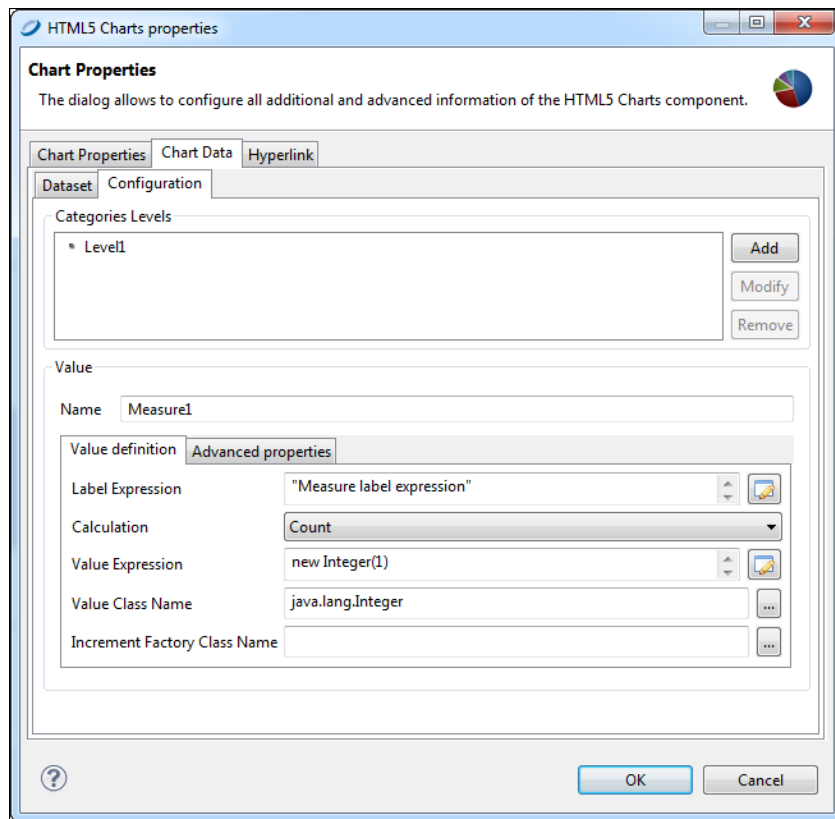 HTML5 Charts properties
Chart Properties
The dialog allows to configure all additional and advanced information of the HTML5 Charts component.
Chart Properties Chart Data Hyperlink
Dataset Configuration
Categories Levels
Level1
Add
Modify
Remove
Value
Name Measure1
Value definition Advanced properties
Label Expression "Measure label expression"
Calculation Count
Value Expression new Integer(1)
Value Class Name java.lang.Integer ...
Increment Factory Class Name ...
? OK Cancel